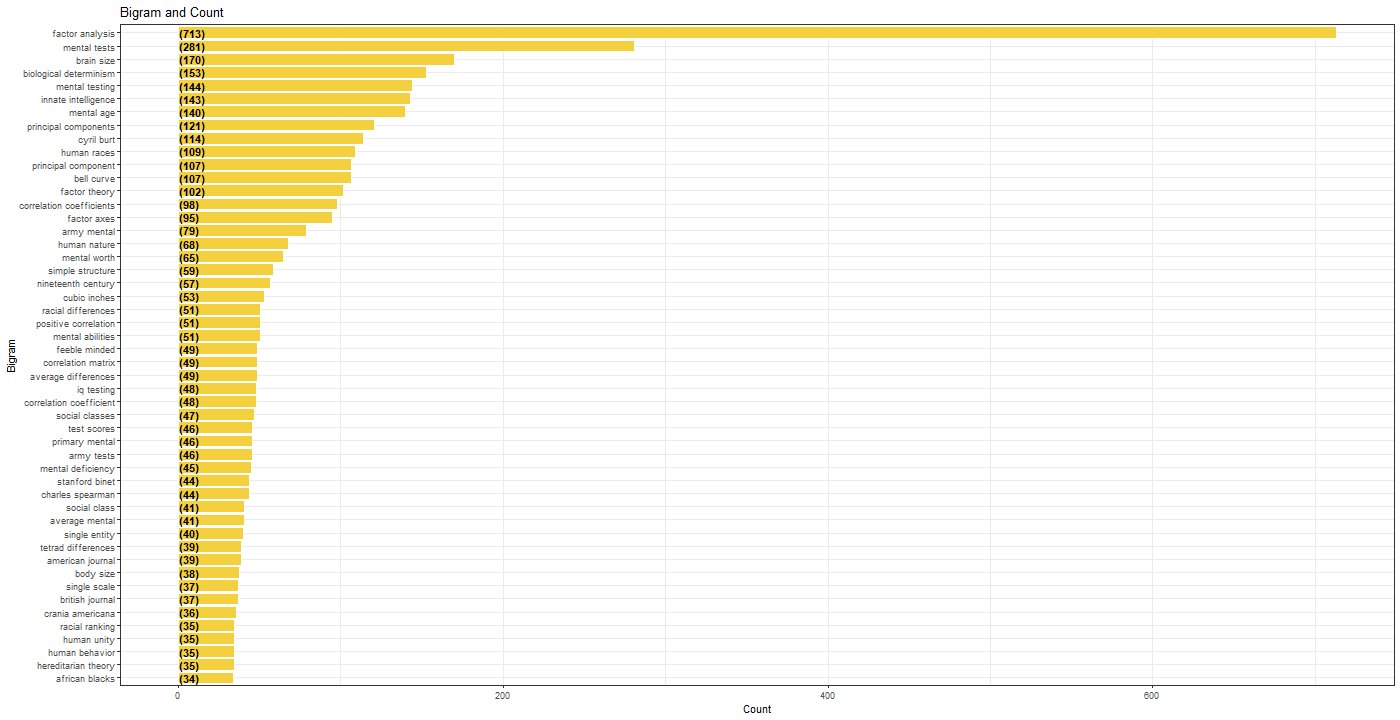 Bigram and Count
factor analysis (713)
mental tests (281)
brain size (170)
biological determinism (153)
mental testing (144)
innate intelligence (143)
mental age (140)
principal components (121)
cyril burt (114)
human races (109)
principal component (107)
bell curve (107)
factor theory (102)
correlation coefficients (98)
factor axes (95)
army mental (79)
human nature (68)
mental worth (65)
simple structure (59)
nineteenth century (57)
cubic inches (53)
racial differences (51)
positive correlation (51)
mental abilities (51)
feeble minded (49)
correlation matrix (49)
average differences (49)
iq testing (48)
correlation coefficient (48)
social classes (47)
test scores (46)
primary mental (46)
army tests (46)
mental deficiency (45)
stanford binet (44)
charles spearman (44)
social class (41)
average mental (41)
single entity (40)
tetrad differences (39)
american journal (39)
body size (38)
single scale (37)
british journal (37)
crania americana (36)
racial ranking (35)
human unity (35)
human behavior (35)
hereditarian theory (35)
african blacks (34)
Bigram
0 200 400 600
Count